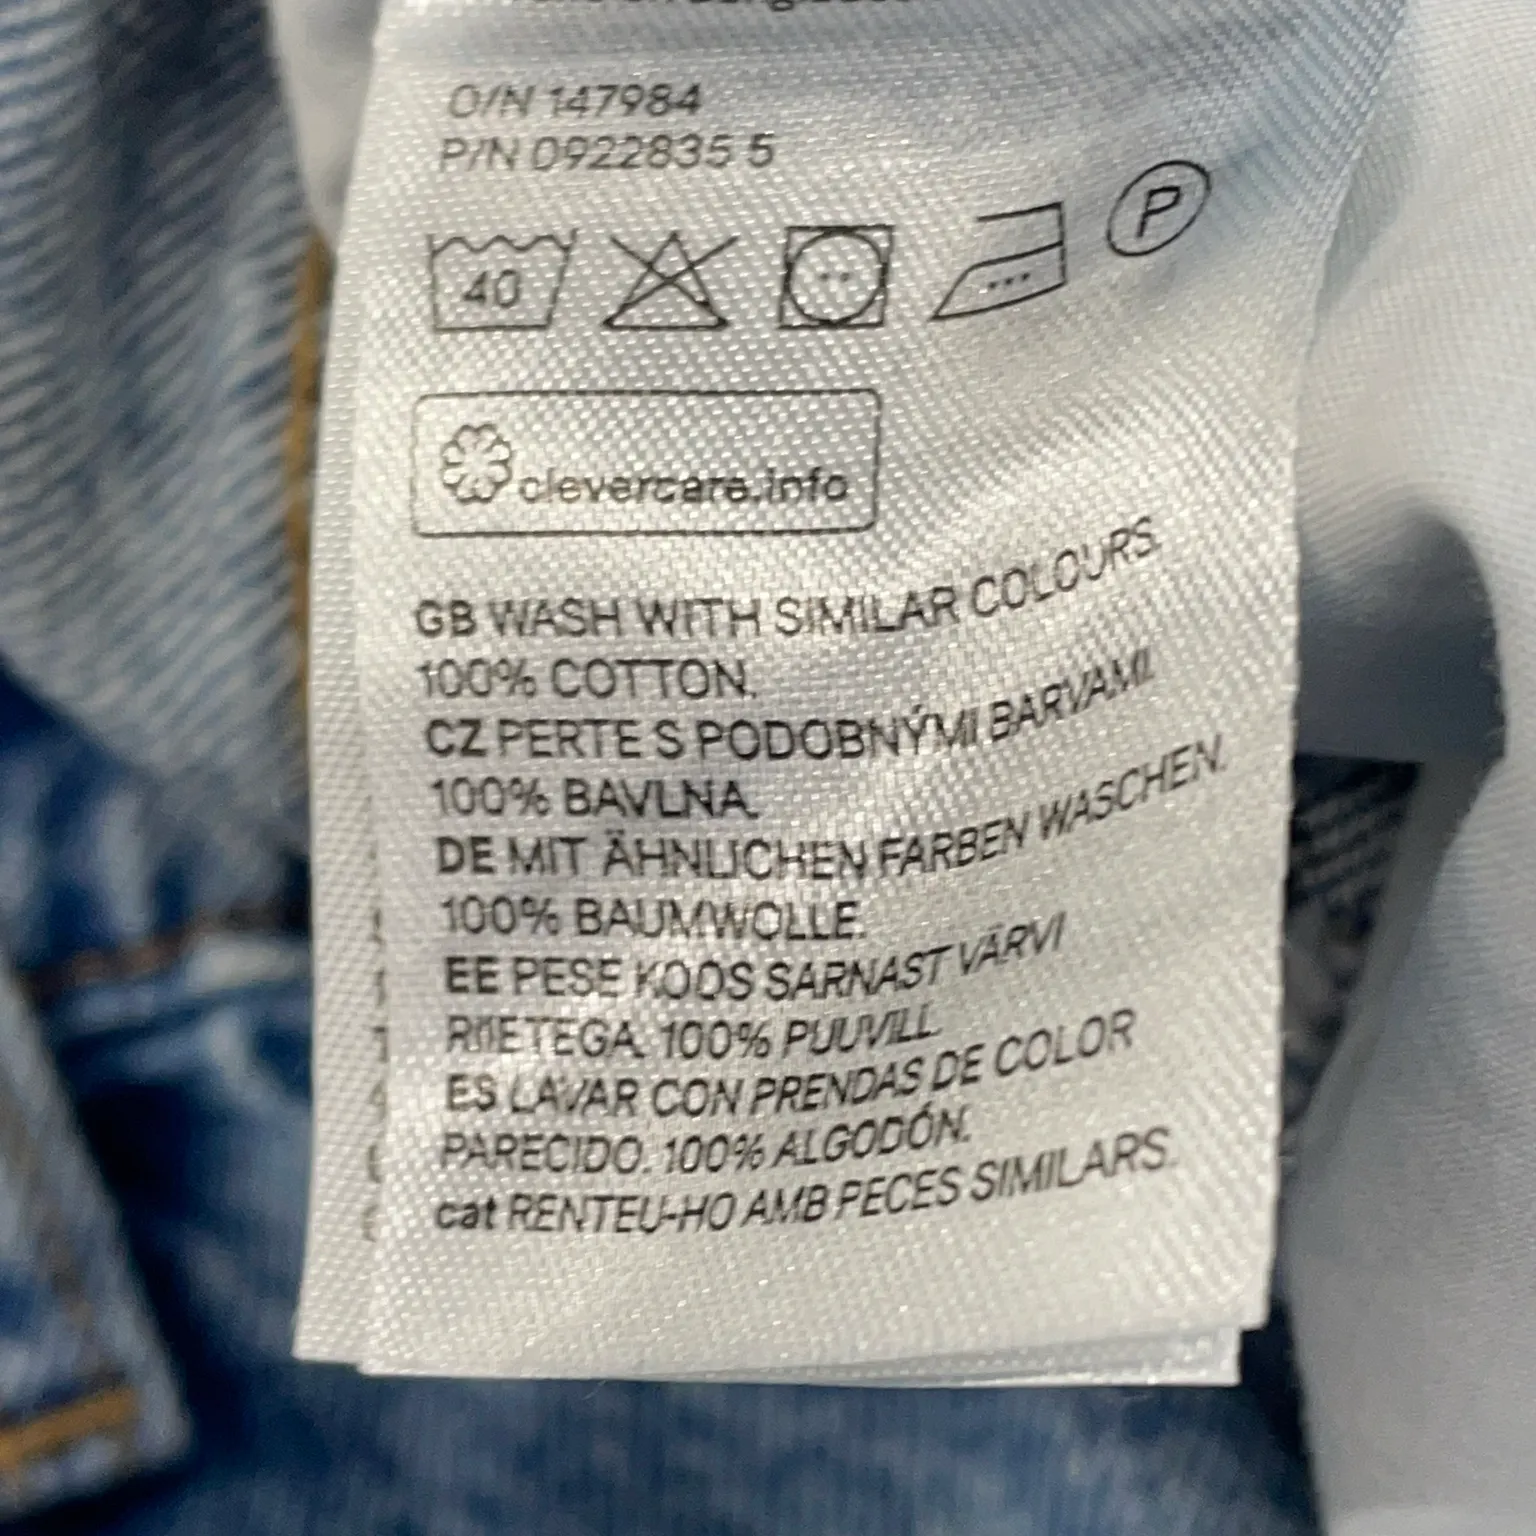 O/N 147984
P/N 0922835 5
40
P
clevercare.info
GB WASH WITH SIMILAR COLOURS.
100% COTTON.
CZ PERTE S PODOBNÝMI BARVAMI.
100% BAVLNA.
DE MIT ÄHNLICHEN FARBEN WASCHEN.
100% BAUMWOLLE.
EE PESE KOOS SARNAST VÄRVI
RIIETEGA. 100% PUUVILL.
ES LAVAR CON PRENDAS DE COLOR
PARECIDO. 100% ALGODÓN.
cat RENTEU-HO AMB PECES SIMILARS.